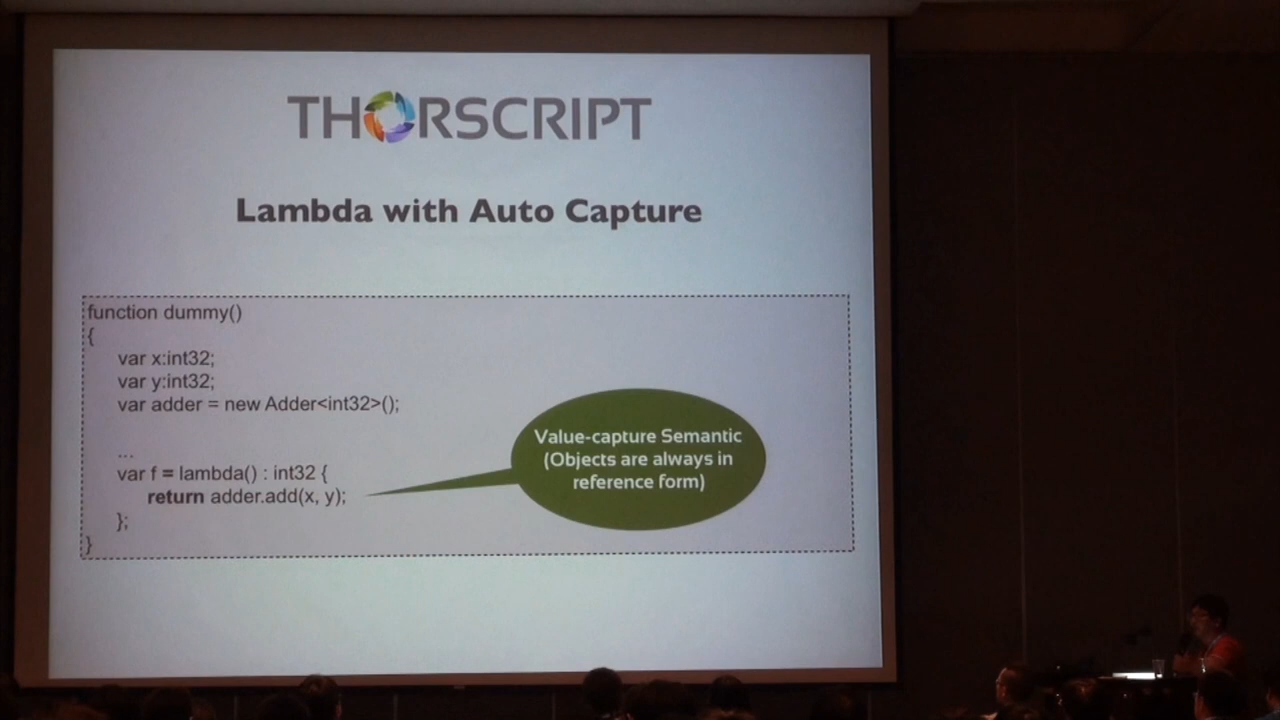 THORSCRIPT
Lambda with Auto Capture
function dummy()
{
var x:int32;
var y:int32;
var adder = new Adder<int32>();
...
var f = lambda() : int32 {
return adder.add(x, y);
};
}
Value-capture Semantic
(Objects are always in
reference form)